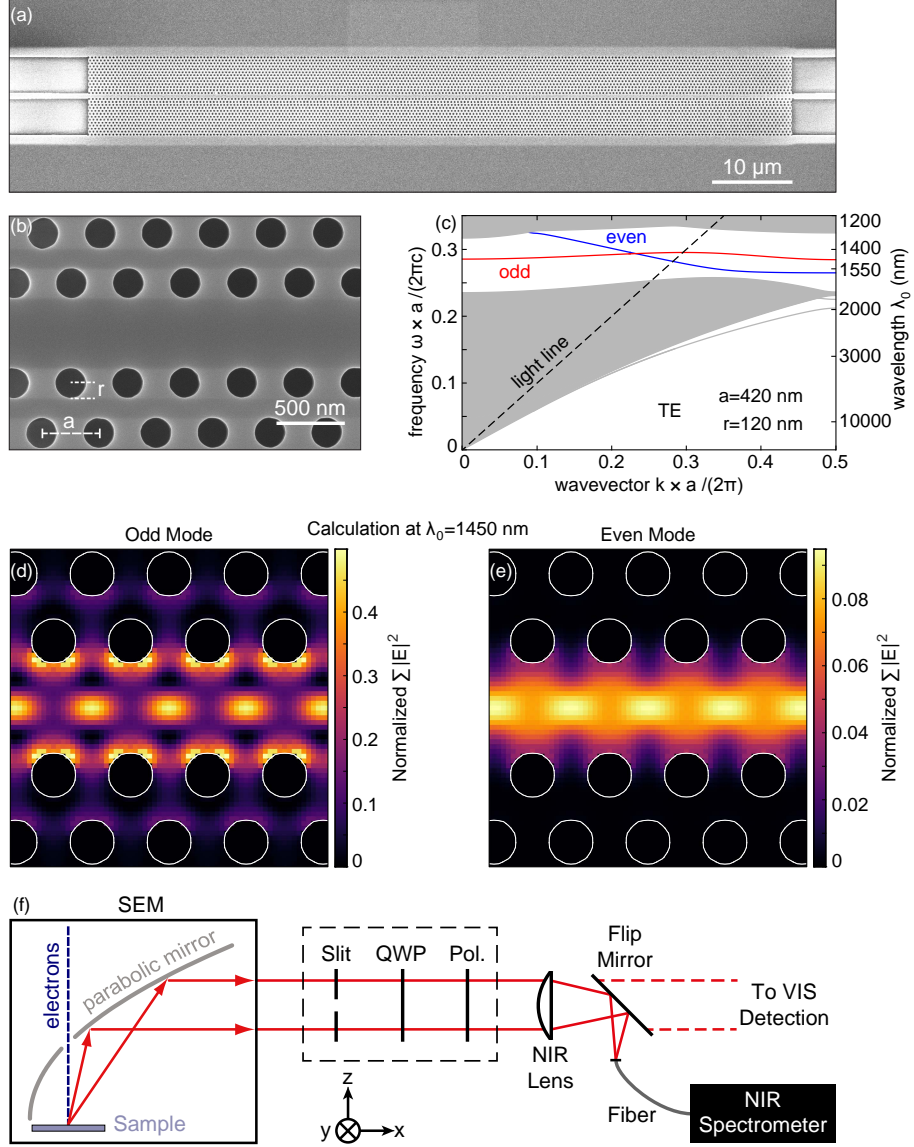 (a)
10 μm
(b)
r
a
500 nm
(c)
frequency ω × a /(2πc)
0.3
0.2
0.1
0
0
0.1
0.2
0.3
0.4
0.5
wavevector k × a /(2π)
even
odd
light line
TE
a=420 nm
r=120 nm
1200
1400
1550
2000
3000
10000
wavelength λ0 (nm)
Calculation at λ0=1450 nm
Odd Mode
(d)
0.4
0.3
0.2
0.1
0
Normalized ∑ |E|²
Even Mode
(e)
0.08
0.06
0.04
0.02
0
Normalized ∑ |E|²
(f)
SEM
electrons
parabolic mirror
Sample
Slit
QWP
Pol.
z
y
x
NIR
Lens
Flip
Mirror
To VIS
Detection
Fiber
NIR
Spectrometer